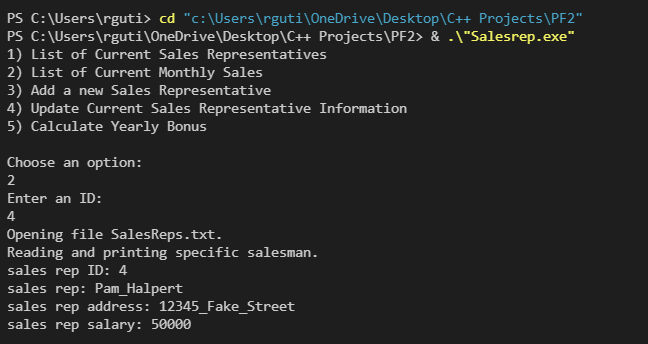 PS C:\Users\rguti> cd "c:\Users\rguti\OneDrive\Desktop\C++ Projects\PF2"
PS C:\Users\rguti\OneDrive\Desktop\C++ Projects\PF2> & .\"Salesrep.exe"
1) List of Current Sales Representatives
2) List of Current Monthly Sales
3) Add a new Sales Representative
4) Update Current Sales Representative Information
5) Calculate Yearly Bonus
Choose an option:
2
Enter an ID:
4
Opening file SalesReps.txt.
Reading and printing specific salesman.
sales rep ID: 4
sales rep: Pam_Halpert
sales rep address: 12345_Fake_Street
sales rep salary: 50000